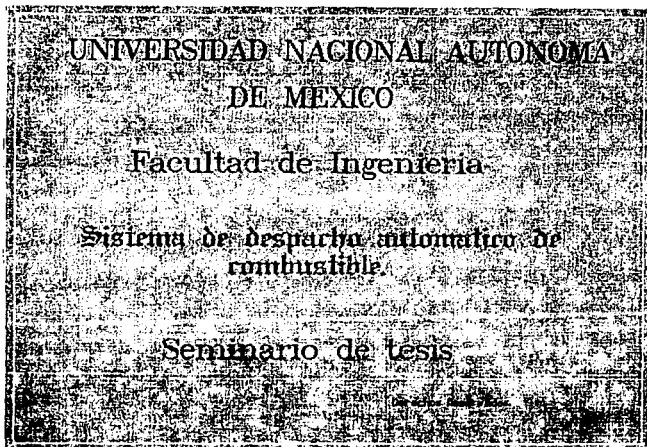 UNIVERSIDAD NACIONAL AUTONOMA
DE MEXICO
Facultad de Ingenieria
Sistema de despacho automatico de
combustible.
Seminario de tesis